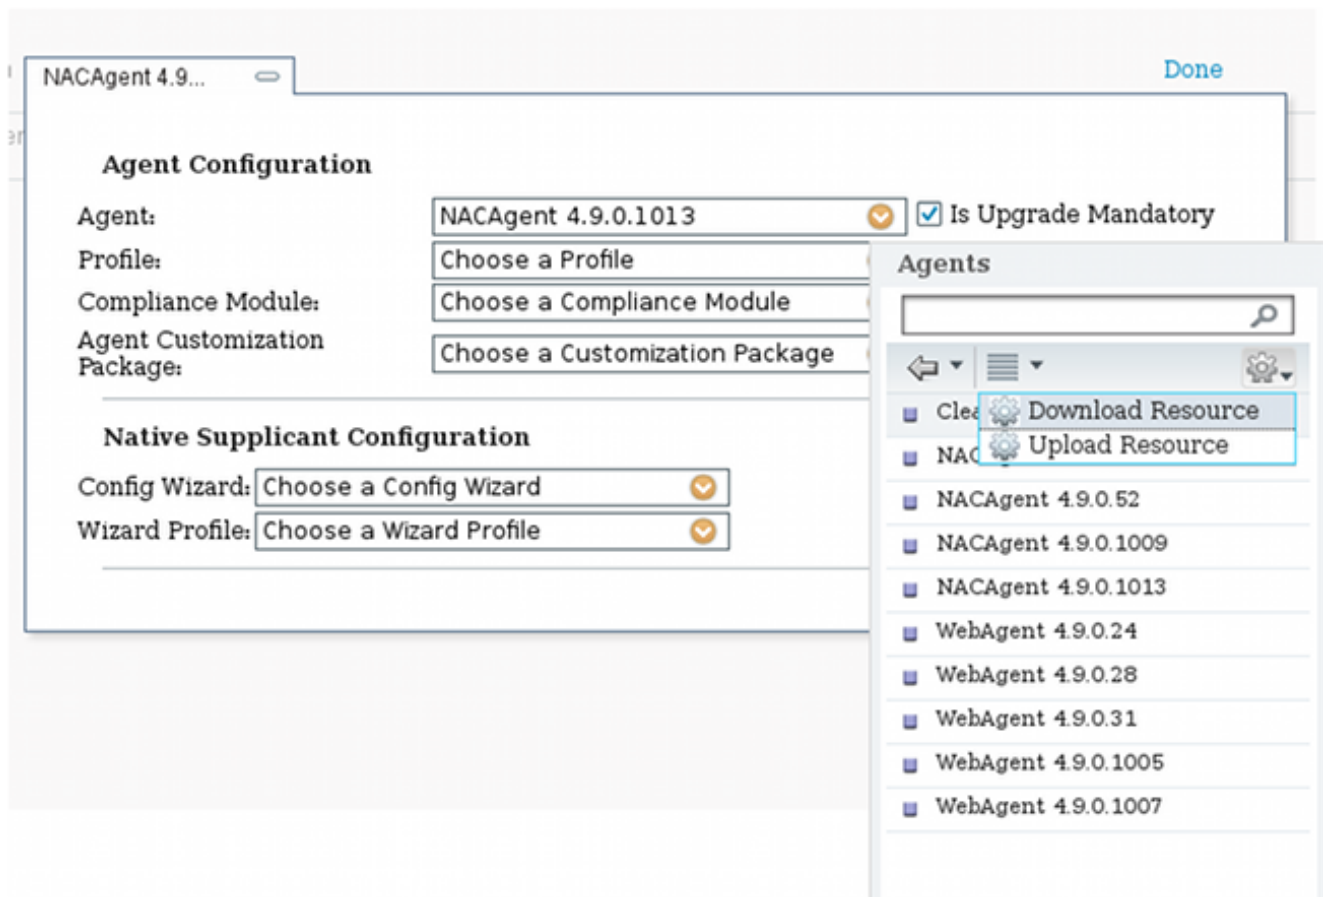 NACAgent 4.9...
Done
Agent Configuration
Agent: NACAgent 4.9.0.1013 Is Upgrade Mandatory
Profile: Choose a Profile
Compliance Module: Choose a Compliance Module
Agent Customization
Package: Choose a Customization Package
Native Supplicant Configuration
Config Wizard: Choose a Config Wizard
Wizard Profile: Choose a Wizard Profile
Agents
Download Resource
Upload Resource
NACAgent 4.9.0.52
NACAgent 4.9.0.1009
NACAgent 4.9.0.1013
WebAgent 4.9.0.24
WebAgent 4.9.0.28
WebAgent 4.9.0.31
WebAgent 4.9.0.1005
WebAgent 4.9.0.1007